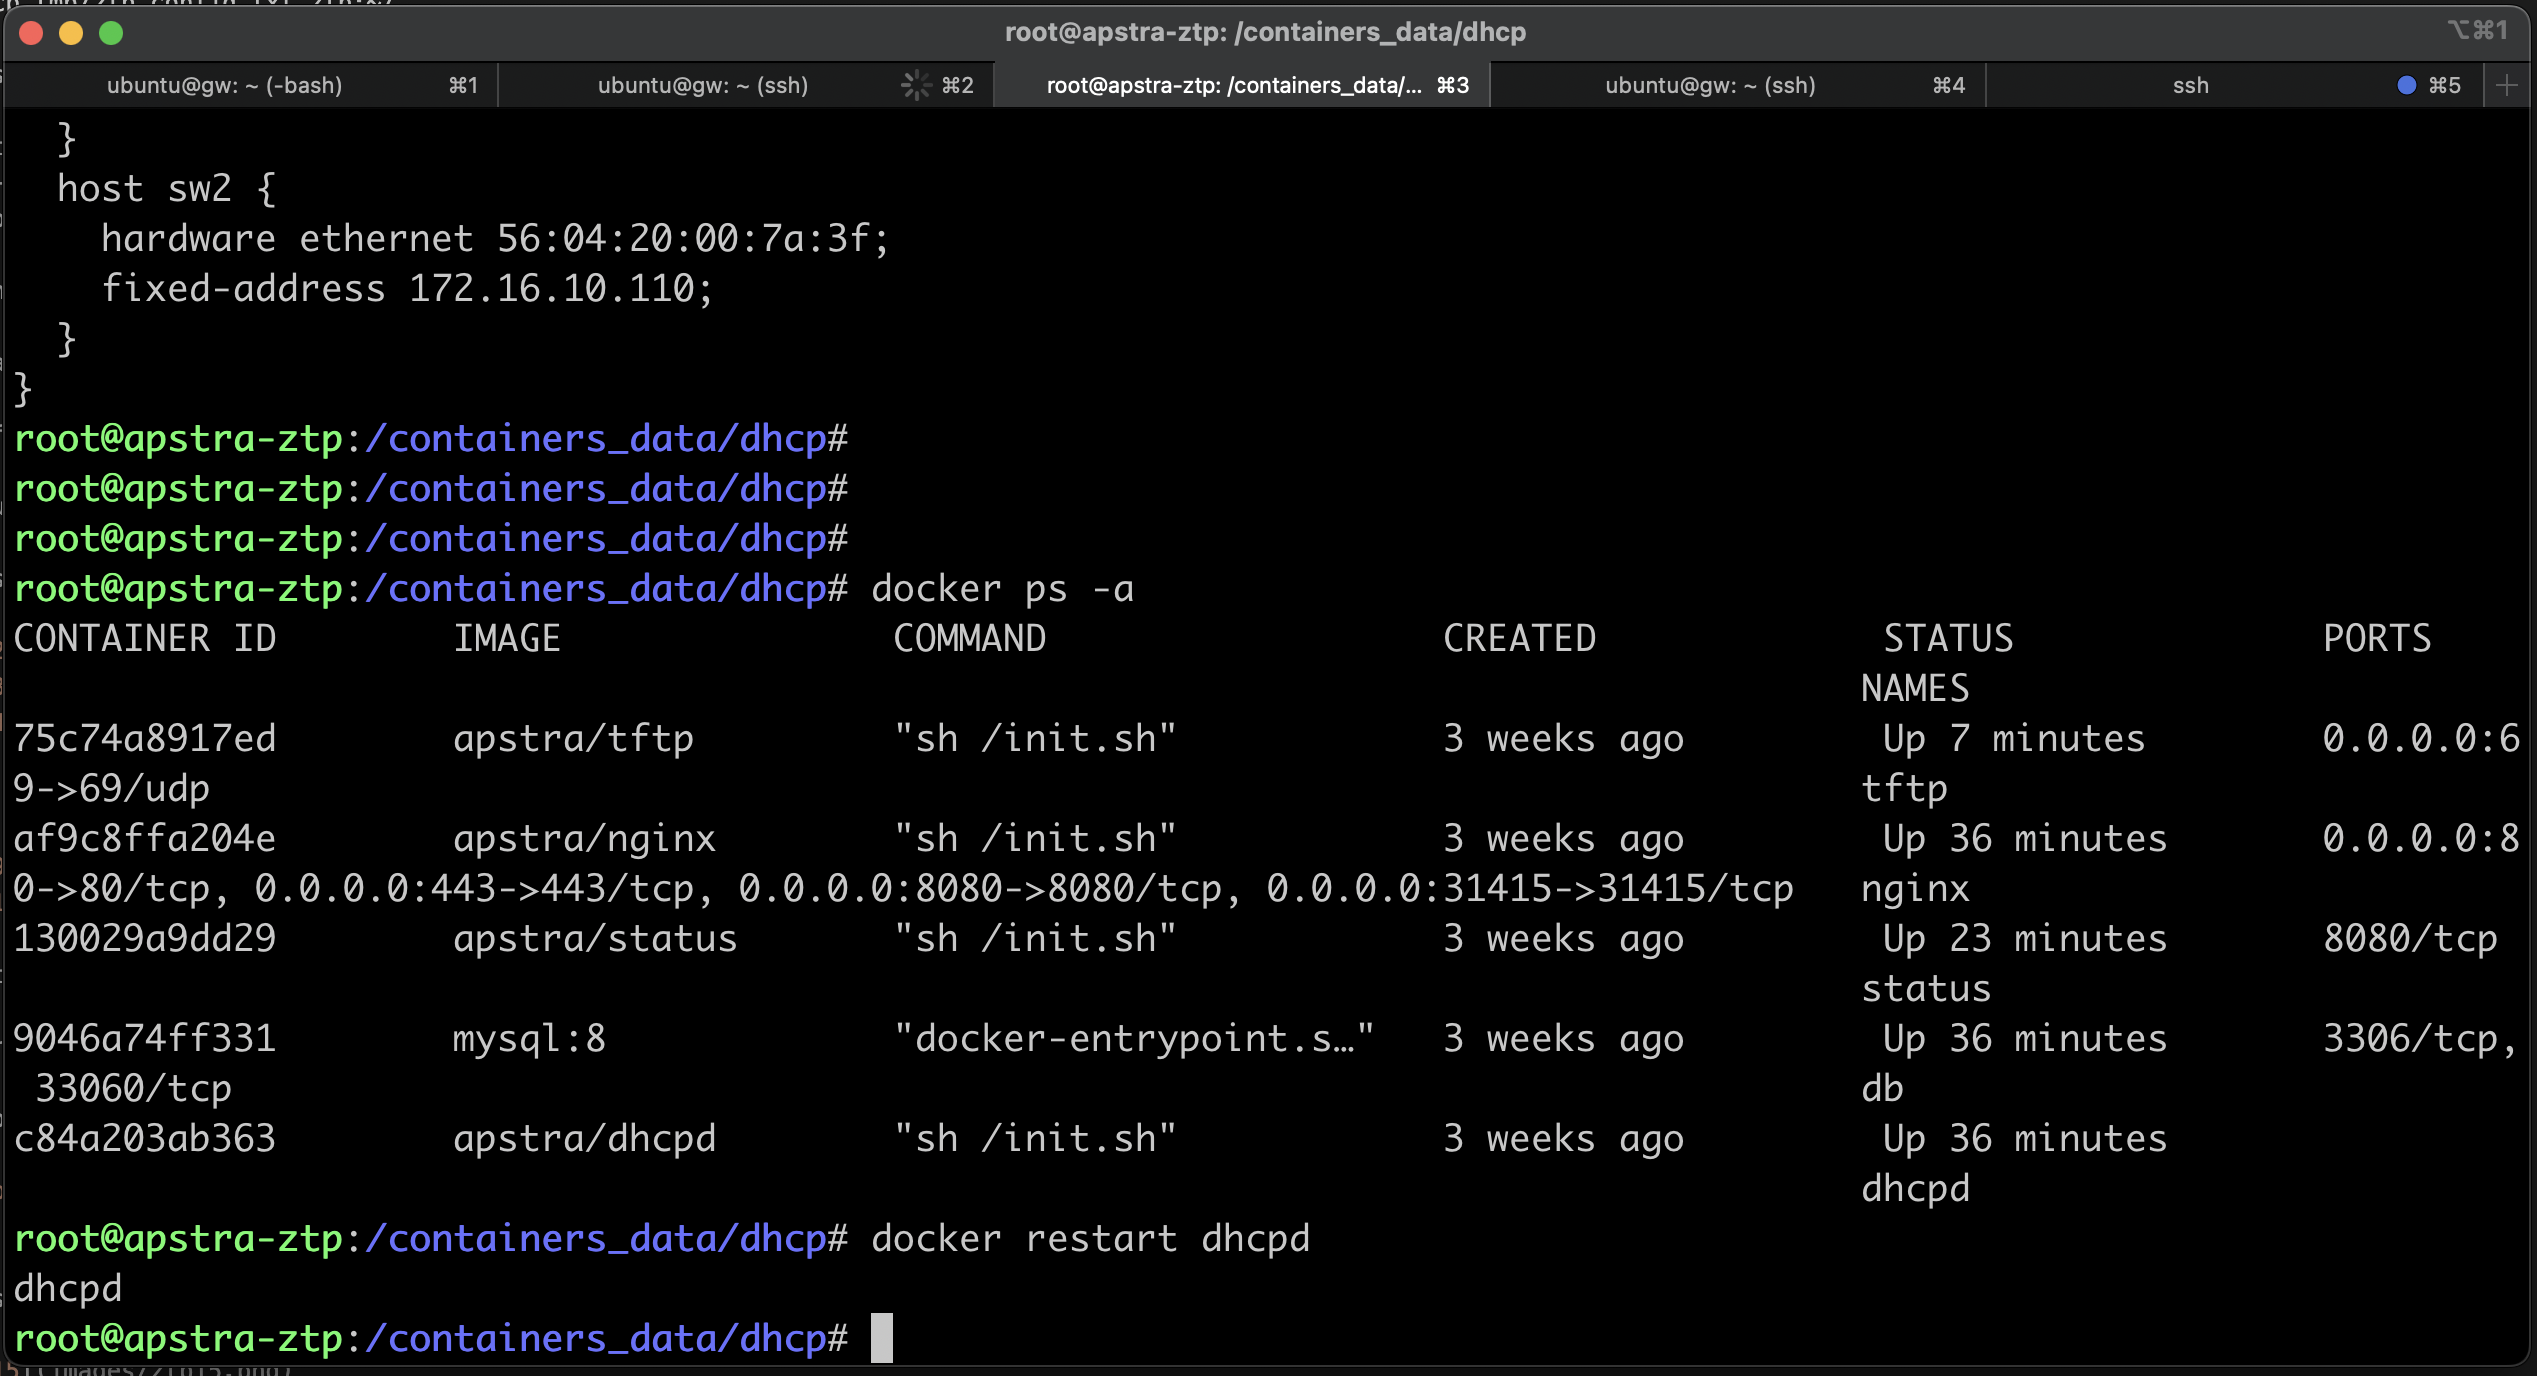 root@apstra-ztp: /containers_data/dhcp
⌥⌘1
ubuntu@gw: ~ (-bash) ⌘1 ubuntu@gw: ~ (ssh) ⌘2 root@apstra-ztp: /containers_data/... ⌘3 ubuntu@gw: ~ (ssh) ⌘4 ssh ⌘5 +
  }
  host sw2 {
    hardware ethernet 56:04:20:00:7a:3f;
    fixed-address 172.16.10.110;
  }
}
root@apstra-ztp:/containers_data/dhcp#
root@apstra-ztp:/containers_data/dhcp#
root@apstra-ztp:/containers_data/dhcp#
root@apstra-ztp:/containers_data/dhcp# docker ps -a
CONTAINER ID        IMAGE               COMMAND                  CREATED             STATUS              PORTS
                                                                                    NAMES
75c74a8917ed        apstra/tftp         "sh /init.sh"            3 weeks ago         Up 7 minutes        0.0.0.0:6
9->69/udp                                                                           tftp
af9c8ffa204e        apstra/nginx        "sh /init.sh"            3 weeks ago         Up 36 minutes       0.0.0.0:8
0->80/tcp, 0.0.0.0:443->443/tcp, 0.0.0.0:8080->8080/tcp, 0.0.0.0:31415->31415/tcp   nginx
130029a9dd29        apstra/status       "sh /init.sh"            3 weeks ago         Up 23 minutes       8080/tcp
                                                                                    status
9046a74ff331        mysql:8             "docker-entrypoint.s…"   3 weeks ago         Up 36 minutes       3306/tcp,
 33060/tcp                                                                          db
c84a203ab363        apstra/dhcpd        "sh /init.sh"            3 weeks ago         Up 36 minutes
                                                                                    dhcpd
root@apstra-ztp:/containers_data/dhcp# docker restart dhcpd
dhcpd
root@apstra-ztp:/containers_data/dhcp#